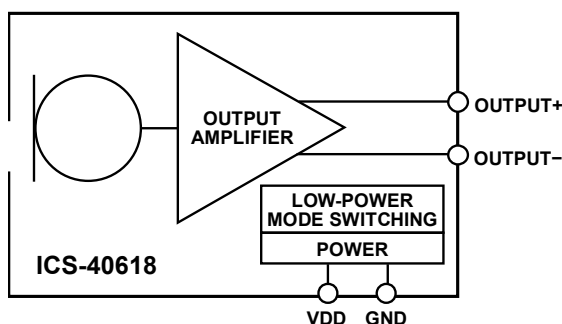 OUTPUT
AMPLIFIER
OUTPUT+
OUTPUT−
LOW-POWER
MODE SWITCHING
POWER
ICS-40618
VDD GND